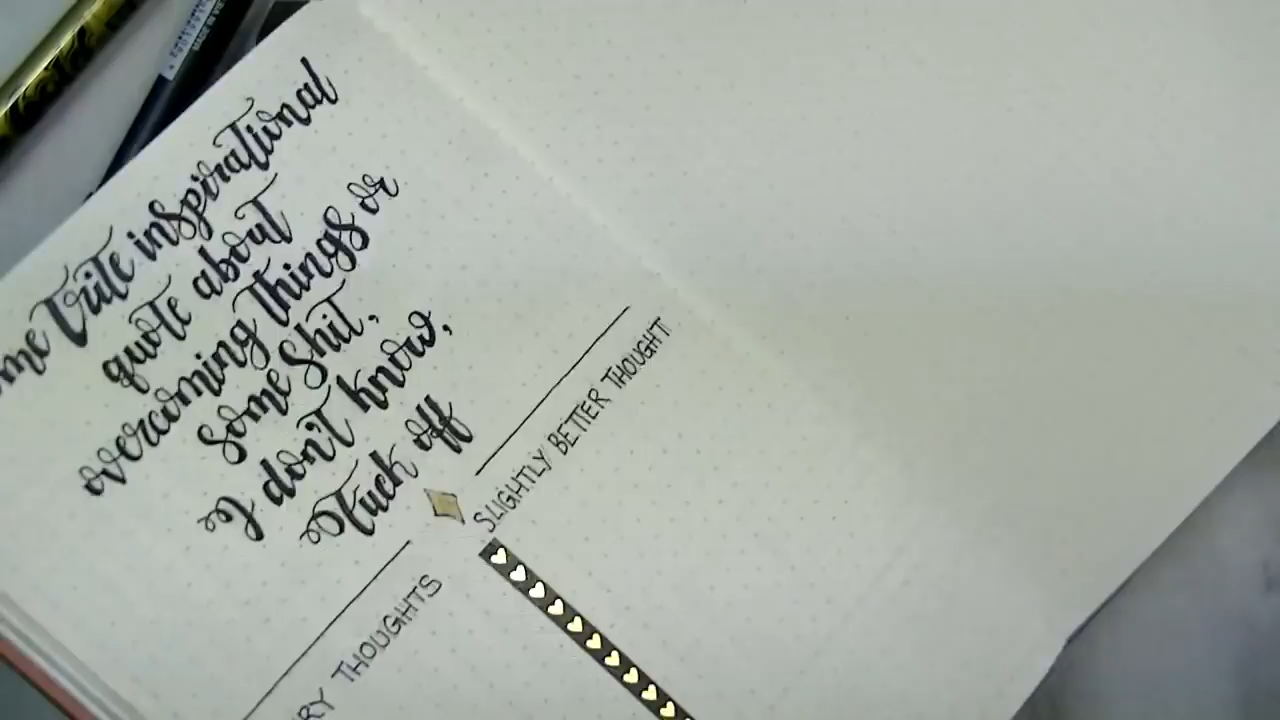 me trite inspirational
quote about
overcoming things or
some shit,
I don't know,
Fuck off
SLIGHTLY BETTER THOUGHT
RY THOUGHTS